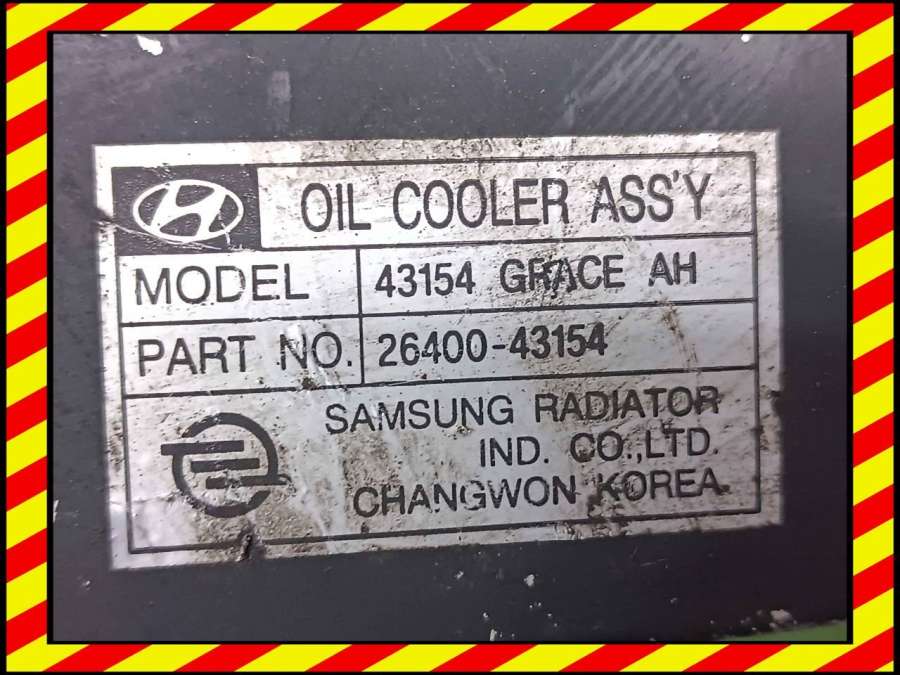 OIL COOLER ASS'Y
MODEL 43154 GRACE AH
PART NO. 26400-43154
SAMSUNG RADIATOR
IND. CO.,LTD.
CHANGWON KOREA.